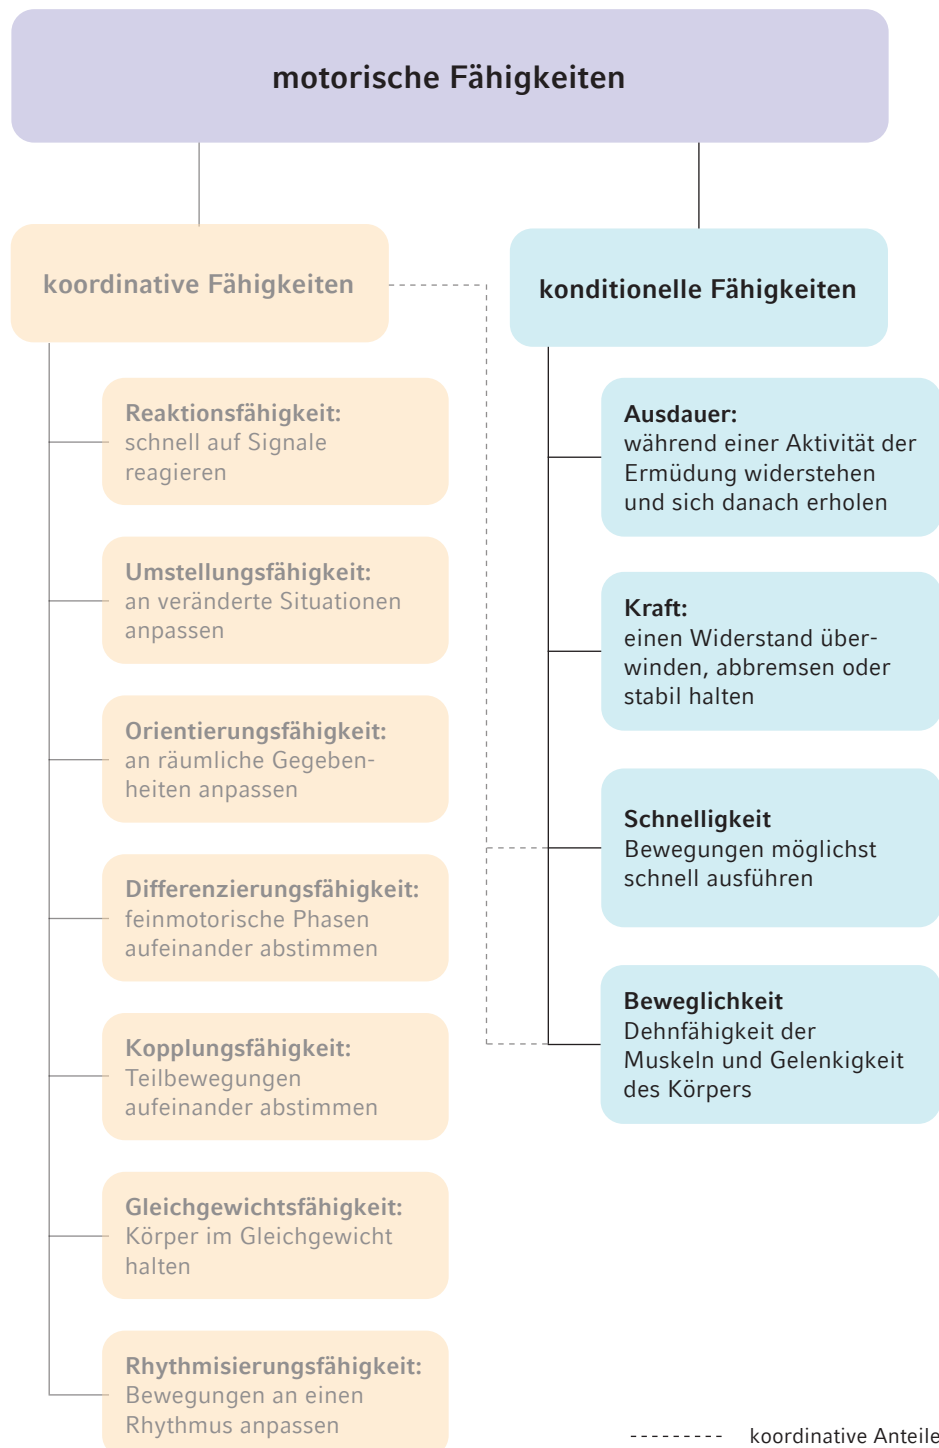 motorische Fähigkeiten
koordinative Fähigkeiten
Reaktionsfähigkeit:
schnell auf Signale
reagieren
Umstellungsfähigkeit:
an veränderte Situationen
anpassen
Orientierungsfähigkeit:
an räumliche Gegeben-
heiten anpassen
Differenzierungsfähigkeit:
feinmotorische Phasen
aufeinander abstimmen
Kopplungsfähigkeit:
Teilbewegungen
aufeinander abstimmen
Gleichgewichtsfähigkeit:
Körper im Gleichgewicht
halten
Rhythmisierungsfähigkeit:
Bewegungen an einen
Rhythmus anpassen
konditionelle Fähigkeiten
Ausdauer:
während einer Aktivität der
Ermüdung widerstehen
und sich danach erholen
Kraft:
einen Widerstand über-
winden, abbremsen oder
stabil halten
Schnelligkeit
Bewegungen möglichst
schnell ausführen
Beweglichkeit
Dehnfähigkeit der
Muskeln und Gelenkigkeit
des Körpers
koordinative Anteile